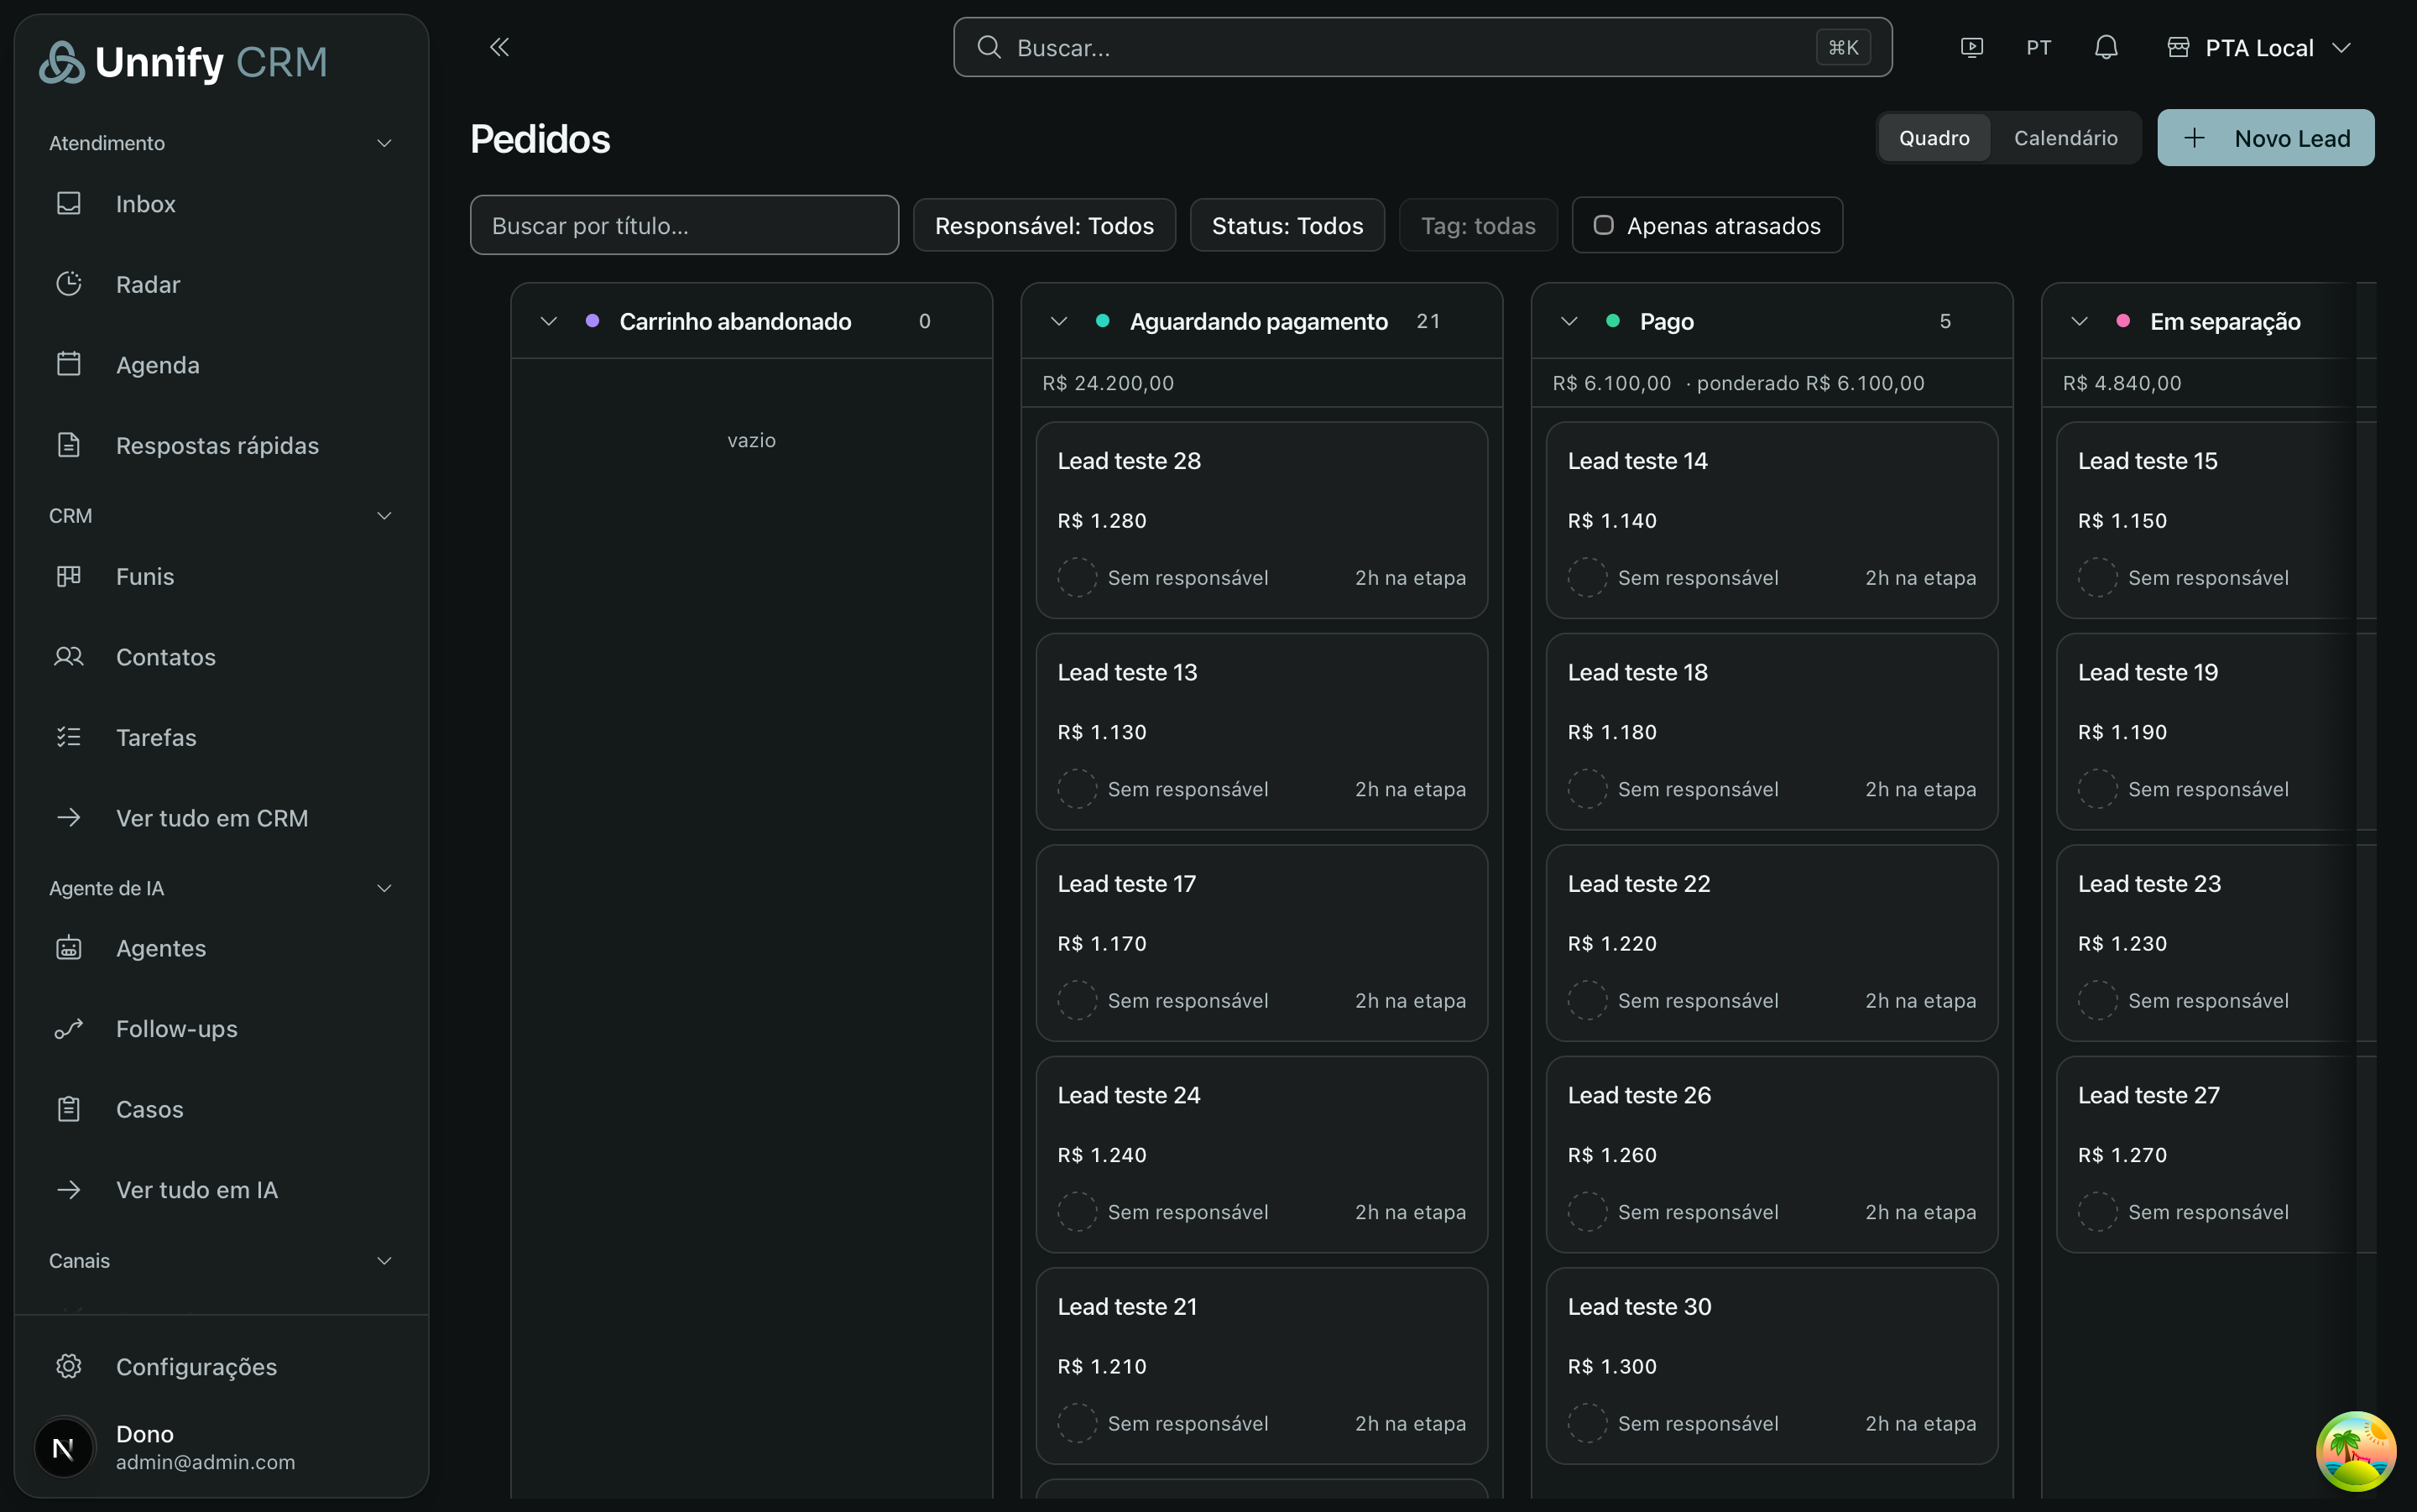 Unnify CRM
Atendimento
Inbox
Radar
Agenda
Respostas rápidas
CRM
Funis
Contatos
Tarefas
Ver tudo em CRM
Agente de IA
Agentes
Follow-ups
Casos
Ver tudo em IA
Canais
Configurações
N
Dono
admin@admin.com
Buscar...
⌘K
PT
PTA Local
Pedidos
Quadro
Calendário
+ Novo Lead
Buscar por título...
Responsável: Todos
Status: Todos
Tag: todas
Apenas atrasados
Carrinho abandonado 0
vazio
Aguardando pagamento 21
R$ 24.200,00
Lead teste 28
R$ 1.280
Sem responsável 2h na etapa
Lead teste 13
R$ 1.130
Sem responsável 2h na etapa
Lead teste 17
R$ 1.170
Sem responsável 2h na etapa
Lead teste 24
R$ 1.240
Sem responsável 2h na etapa
Lead teste 21
R$ 1.210
Sem responsável 2h na etapa
Pago 5
R$ 6.100,00 · ponderado R$ 6.100,00
Lead teste 14
R$ 1.140
Sem responsável 2h na etapa
Lead teste 18
R$ 1.180
Sem responsável 2h na etapa
Lead teste 22
R$ 1.220
Sem responsável 2h na etapa
Lead teste 26
R$ 1.260
Sem responsável 2h na etapa
Lead teste 30
R$ 1.300
Sem responsável 2h na etapa
Em separação
R$ 4.840,00
Lead teste 15
R$ 1.150
Sem responsável
Lead teste 19
R$ 1.190
Sem responsável
Lead teste 23
R$ 1.230
Sem responsável
Lead teste 27
R$ 1.270
Sem responsável